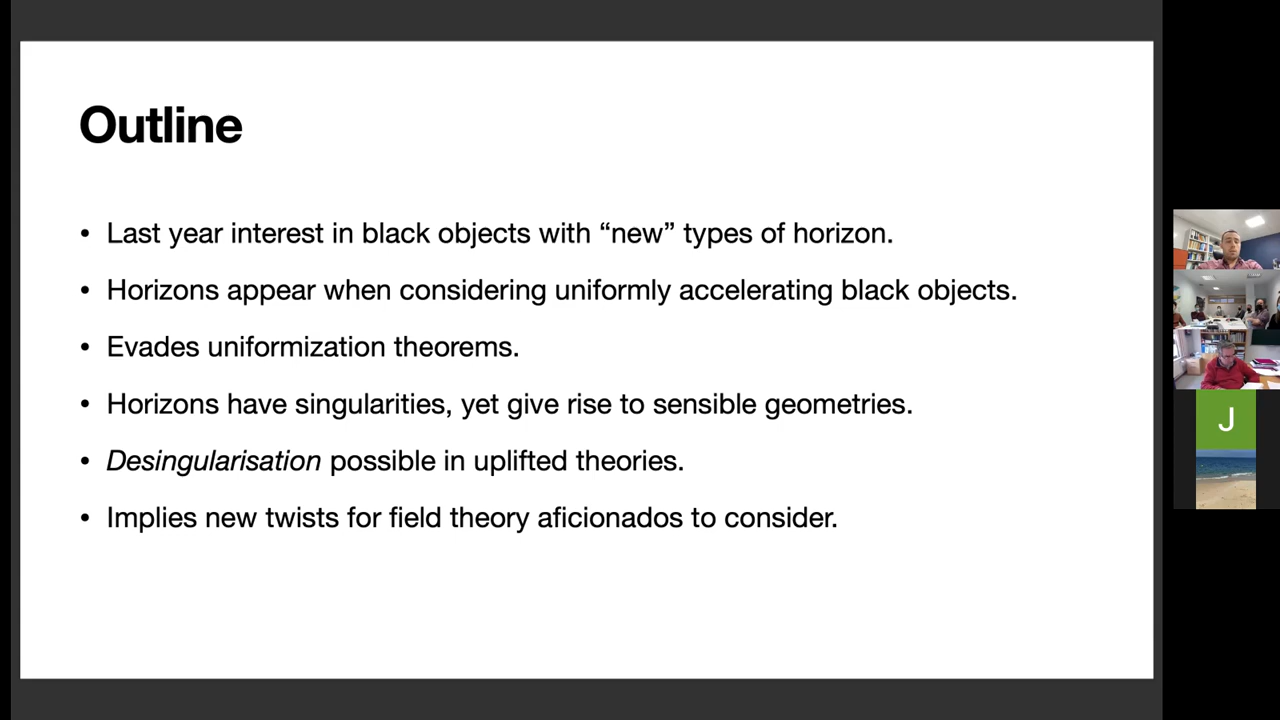 Outline
• Last year interest in black objects with “new” types of horizon.
• Horizons appear when considering uniformly accelerating black objects.
• Evades uniformization theorems.
• Horizons have singularities, yet give rise to sensible geometries.
• Desingularisation possible in uplifted theories.
• Implies new twists for field theory aficionados to consider.
J